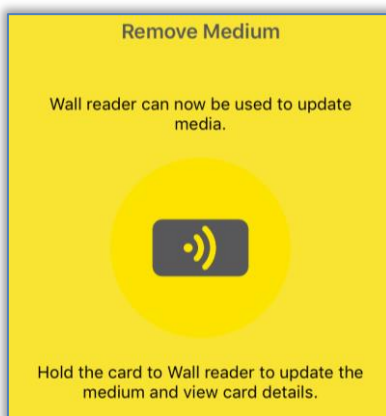 Remove Medium
Wall reader can now be used to update
media.
Hold the card to Wall reader to update the
medium and view card details.